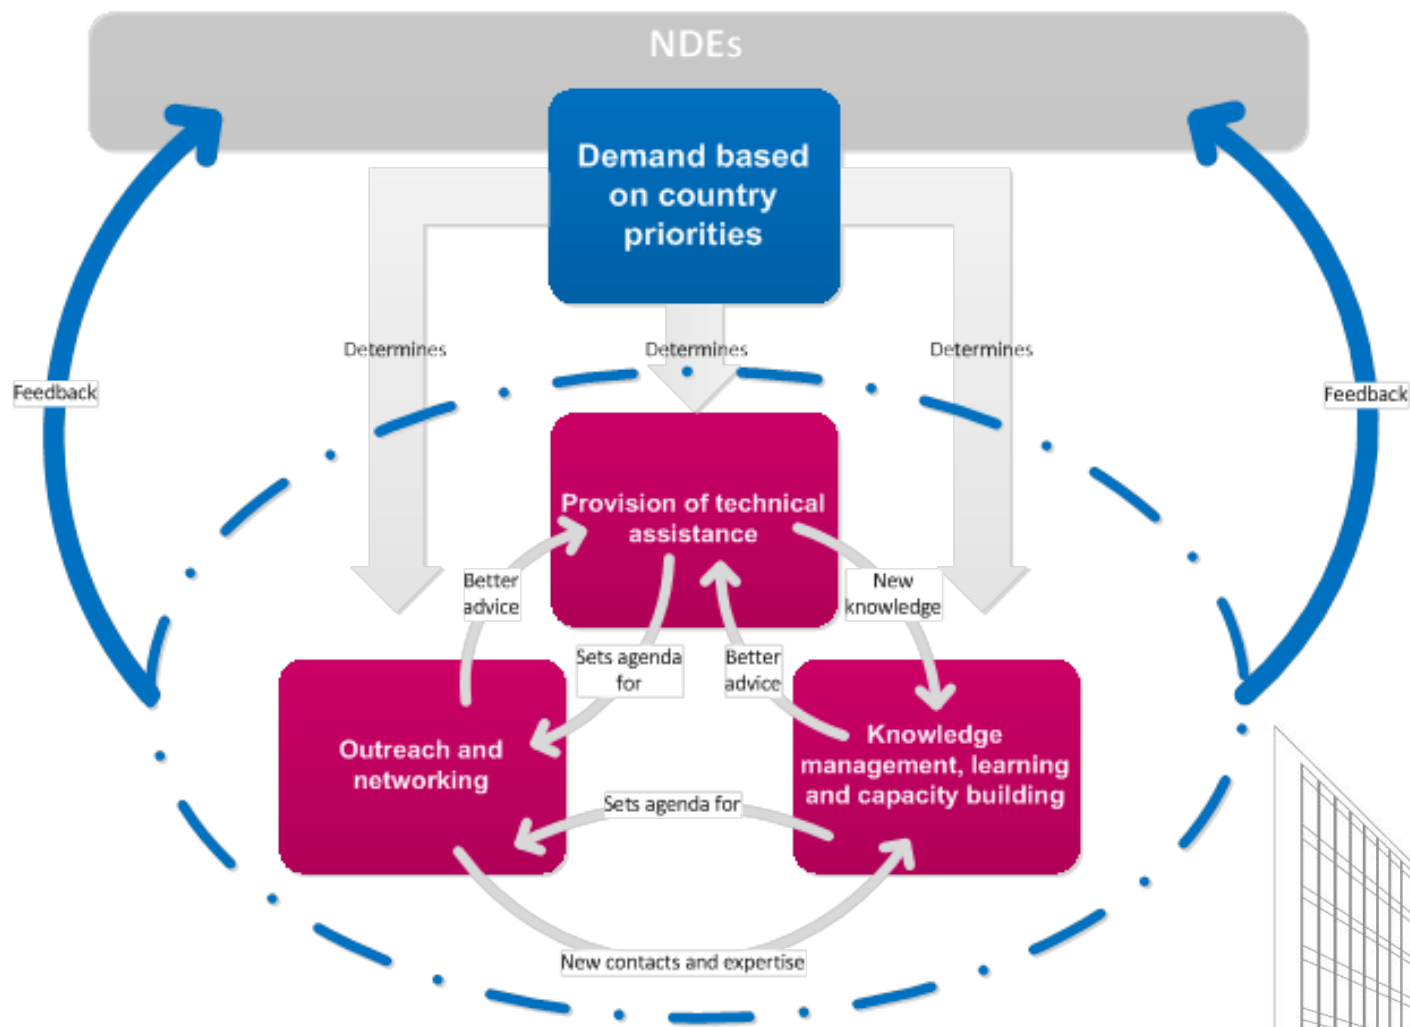 NDEs
Demand based
on country
priorities
Determines
Determines
Determines
Feedback
Feedback
Provision of technical
assistance
Better
advice
New
knowledge
Sets agenda
for
Better
advice
Outreach and
networking
Knowledge
management, learning
and capacity building
Sets agenda for
New contacts and expertise